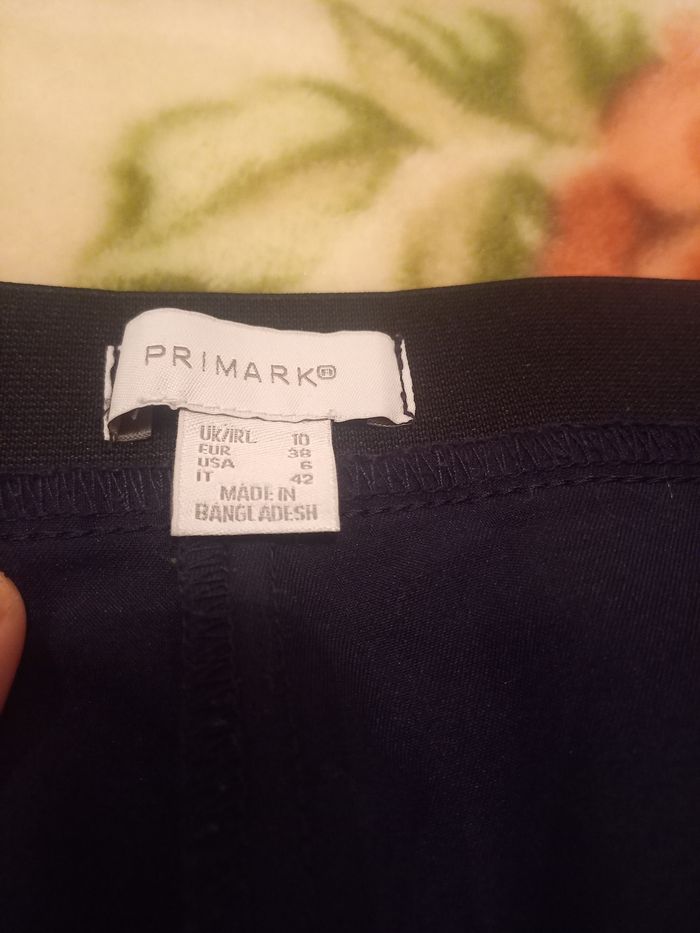 PRIMARK®
UK/IRL 10
EUR 38
USA 6
IT 42
MADE IN
BANGLADESH